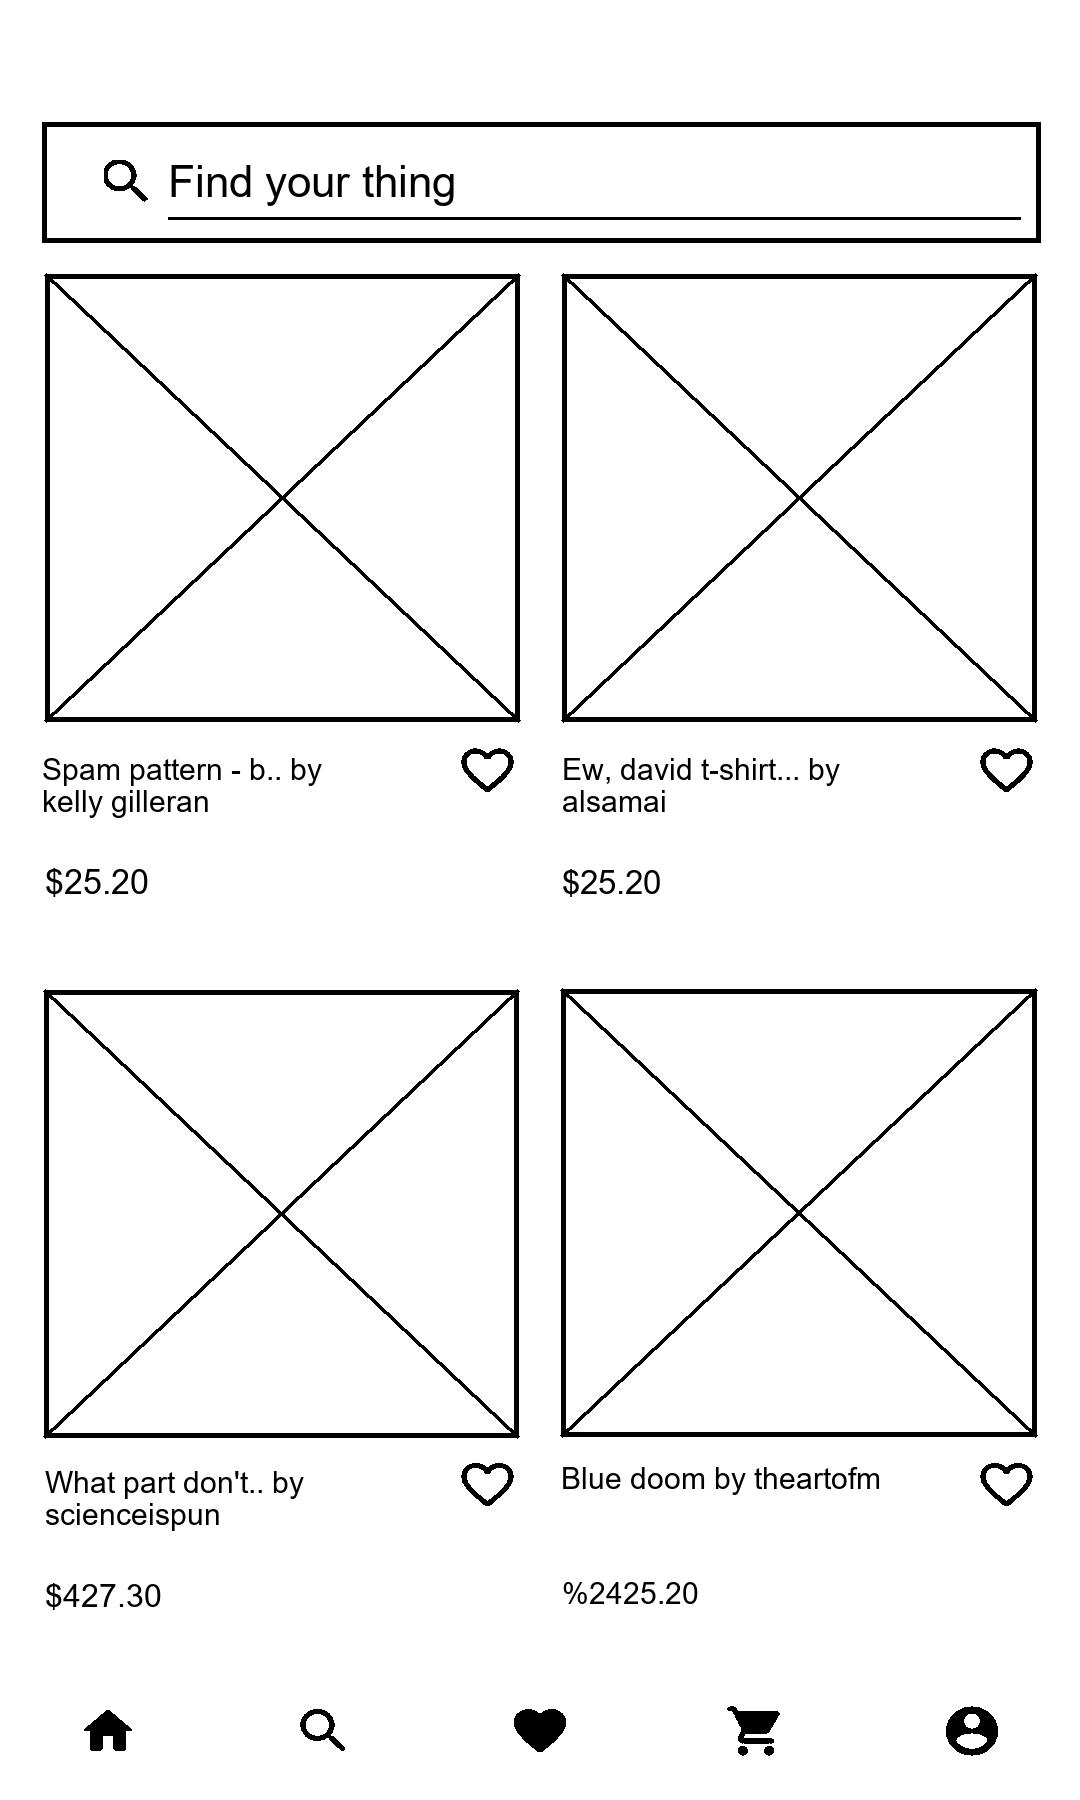 Find your thing
Spam pattern - b.. by
kelly gilleran
$25.20
Ew, david t-shirt... by
alsamai
$25.20
What part don't.. by
scienceispun
$427.30
Blue doom by theartofm
%2425.20